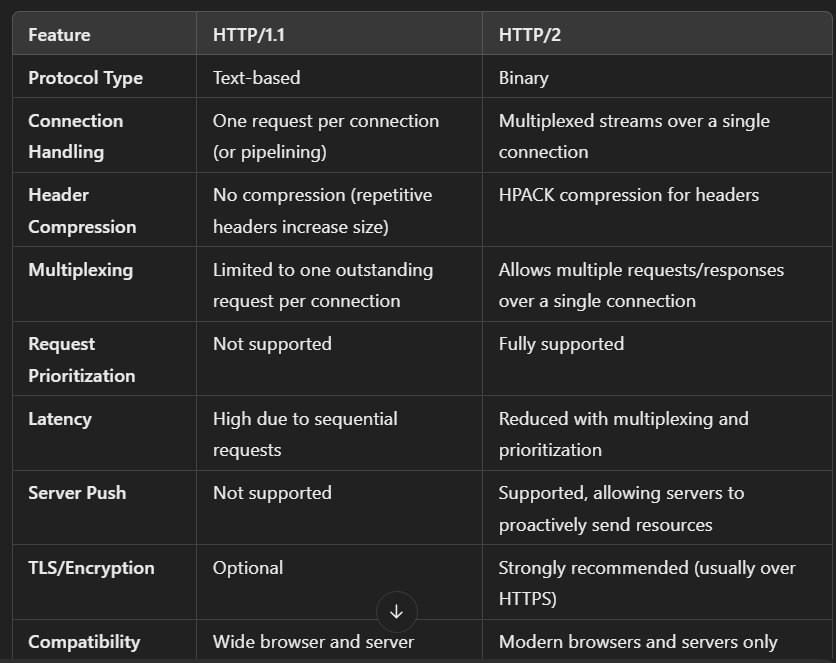 Feature HTTP/1.1 HTTP/2
Protocol Type Text-based Binary
Connection One request per connection Multiplexed streams over a single
Handling (or pipelining) connection
Header No compression (repetitive HPACK compression for headers
Compression headers increase size)
Multiplexing Limited to one outstanding Allows multiple requests/responses
request per connection over a single connection
Request Not supported Fully supported
Prioritization
Latency High due to sequential Reduced with multiplexing and
requests prioritization
Server Push Not supported Supported, allowing servers to
proactively send resources
TLS/Encryption Optional Strongly recommended (usually over
HTTPS)
Compatibility Wide browser and server Modern browsers and servers only